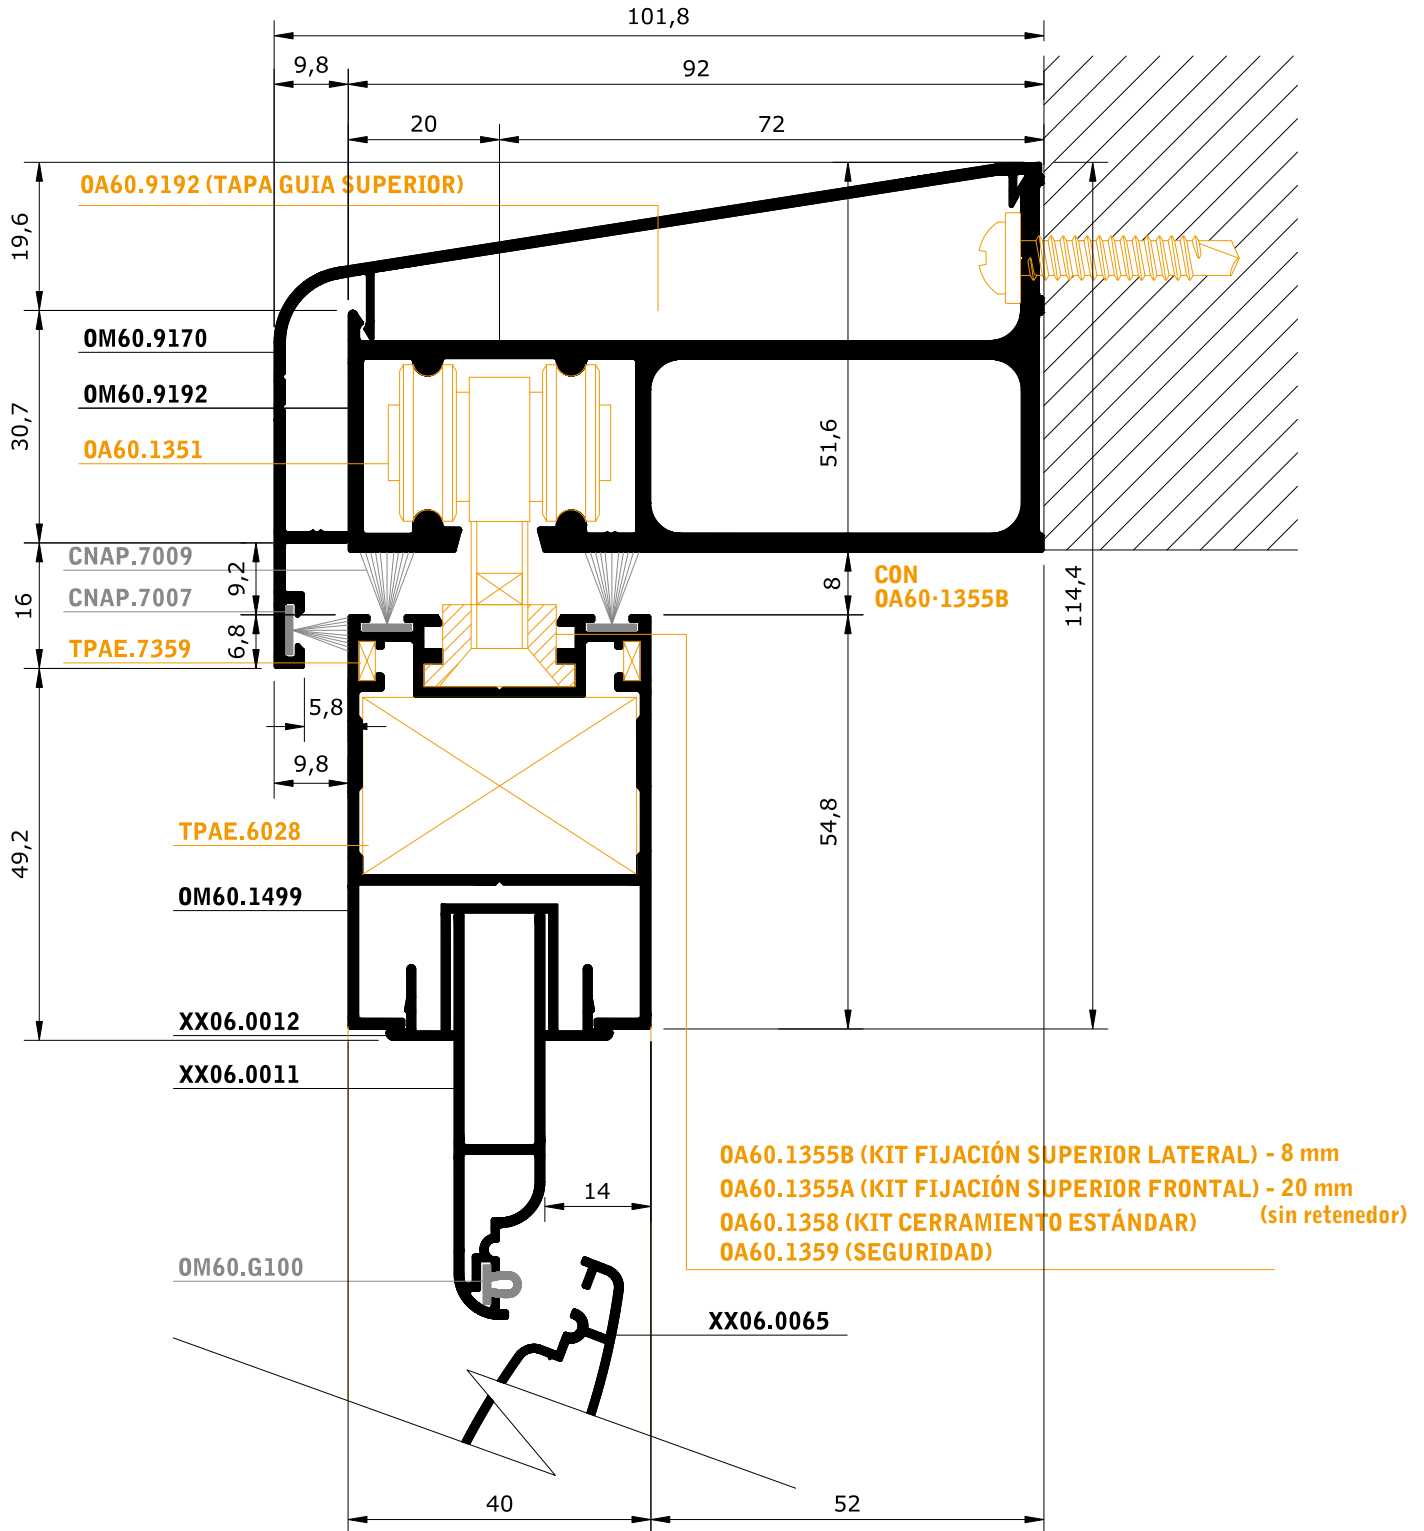 101,8
9,8
92
20
72
OA60.9192 (TAPA GUIA SUPERIOR)
19,6
OM60.9170
OM60.9192
30,7
OA60.1351
51,6
CNAP.7009
9,2
8
CON
OA60·1355B
114,4
CNAP.7007
16
6,8
TPAE.7359
5,8
9,8
49,2
TPAE.6028
54,8
OM60.1499
XX06.0012
XX06.0011
OA60.1355B (KIT FIJACIÓN SUPERIOR LATERAL) - 8 mm
OA60.1355A (KIT FIJACIÓN SUPERIOR FRONTAL) - 20 mm
(sin retenedor)
14
OA60.1358 (KIT CERRAMIENTO ESTÁNDAR)
OA60.1359 (SEGURIDAD)
OM60.G100
XX06.0065
40
52